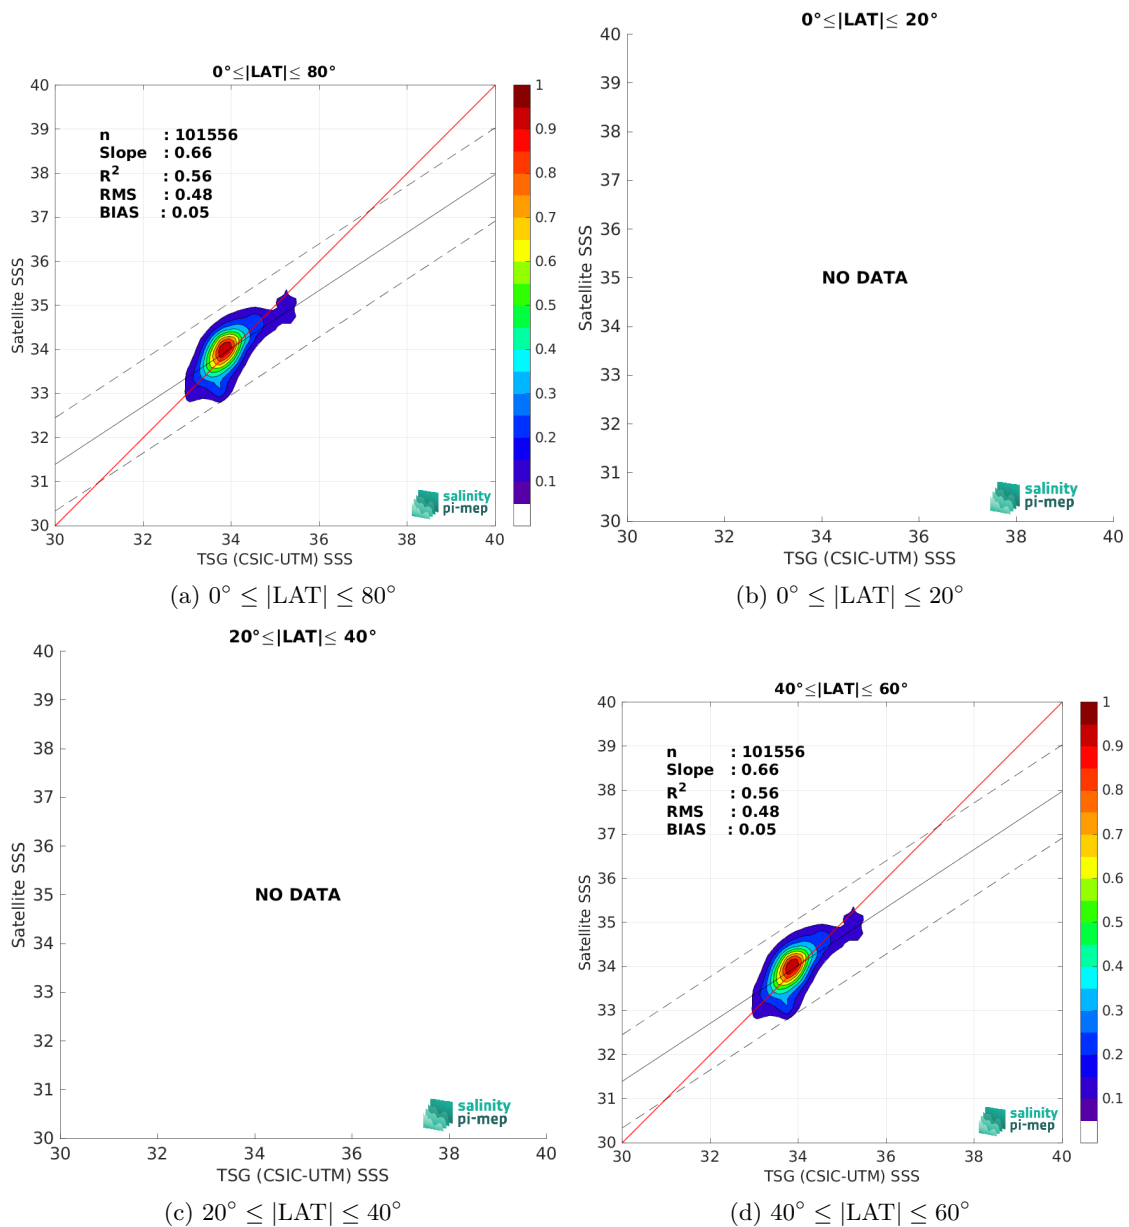 0°≤|LAT|≤ 80°
40
39
38
37
36
35
34
33
32
31
30
Satellite SSS
n : 101556
Slope : 0.66
R² : 0.56
RMS : 0.48
BIAS : 0.05
salinity
pi-mep
30 32 34 36 38 40
TSG (CSIC-UTM) SSS
1
0.9
0.8
0.7
0.6
0.5
0.4
0.3
0.2
0.1
(a) 0° ≤ |LAT| ≤ 80°
0°≤|LAT|≤ 20°
40
39
38
37
36
35
34
33
32
31
30
Satellite SSS
NO DATA
salinity
pi-mep
30 32 34 36 38 40
TSG (CSIC-UTM) SSS
(b) 0° ≤ |LAT| ≤ 20°
20°≤|LAT|≤ 40°
40
39
38
37
36
35
34
33
32
31
30
Satellite SSS
NO DATA
salinity
pi-mep
30 32 34 36 38 40
TSG (CSIC-UTM) SSS
(c) 20° ≤ |LAT| ≤ 40°
40°≤|LAT|≤ 60°
40
39
38
37
36
35
34
33
32
31
30
Satellite SSS
n : 101556
Slope : 0.66
R² : 0.56
RMS : 0.48
BIAS : 0.05
salinity
pi-mep
30 32 34 36 38 40
TSG (CSIC-UTM) SSS
1
0.9
0.8
0.7
0.6
0.5
0.4
0.3
0.2
0.1
(d) 40° ≤ |LAT| ≤ 60°